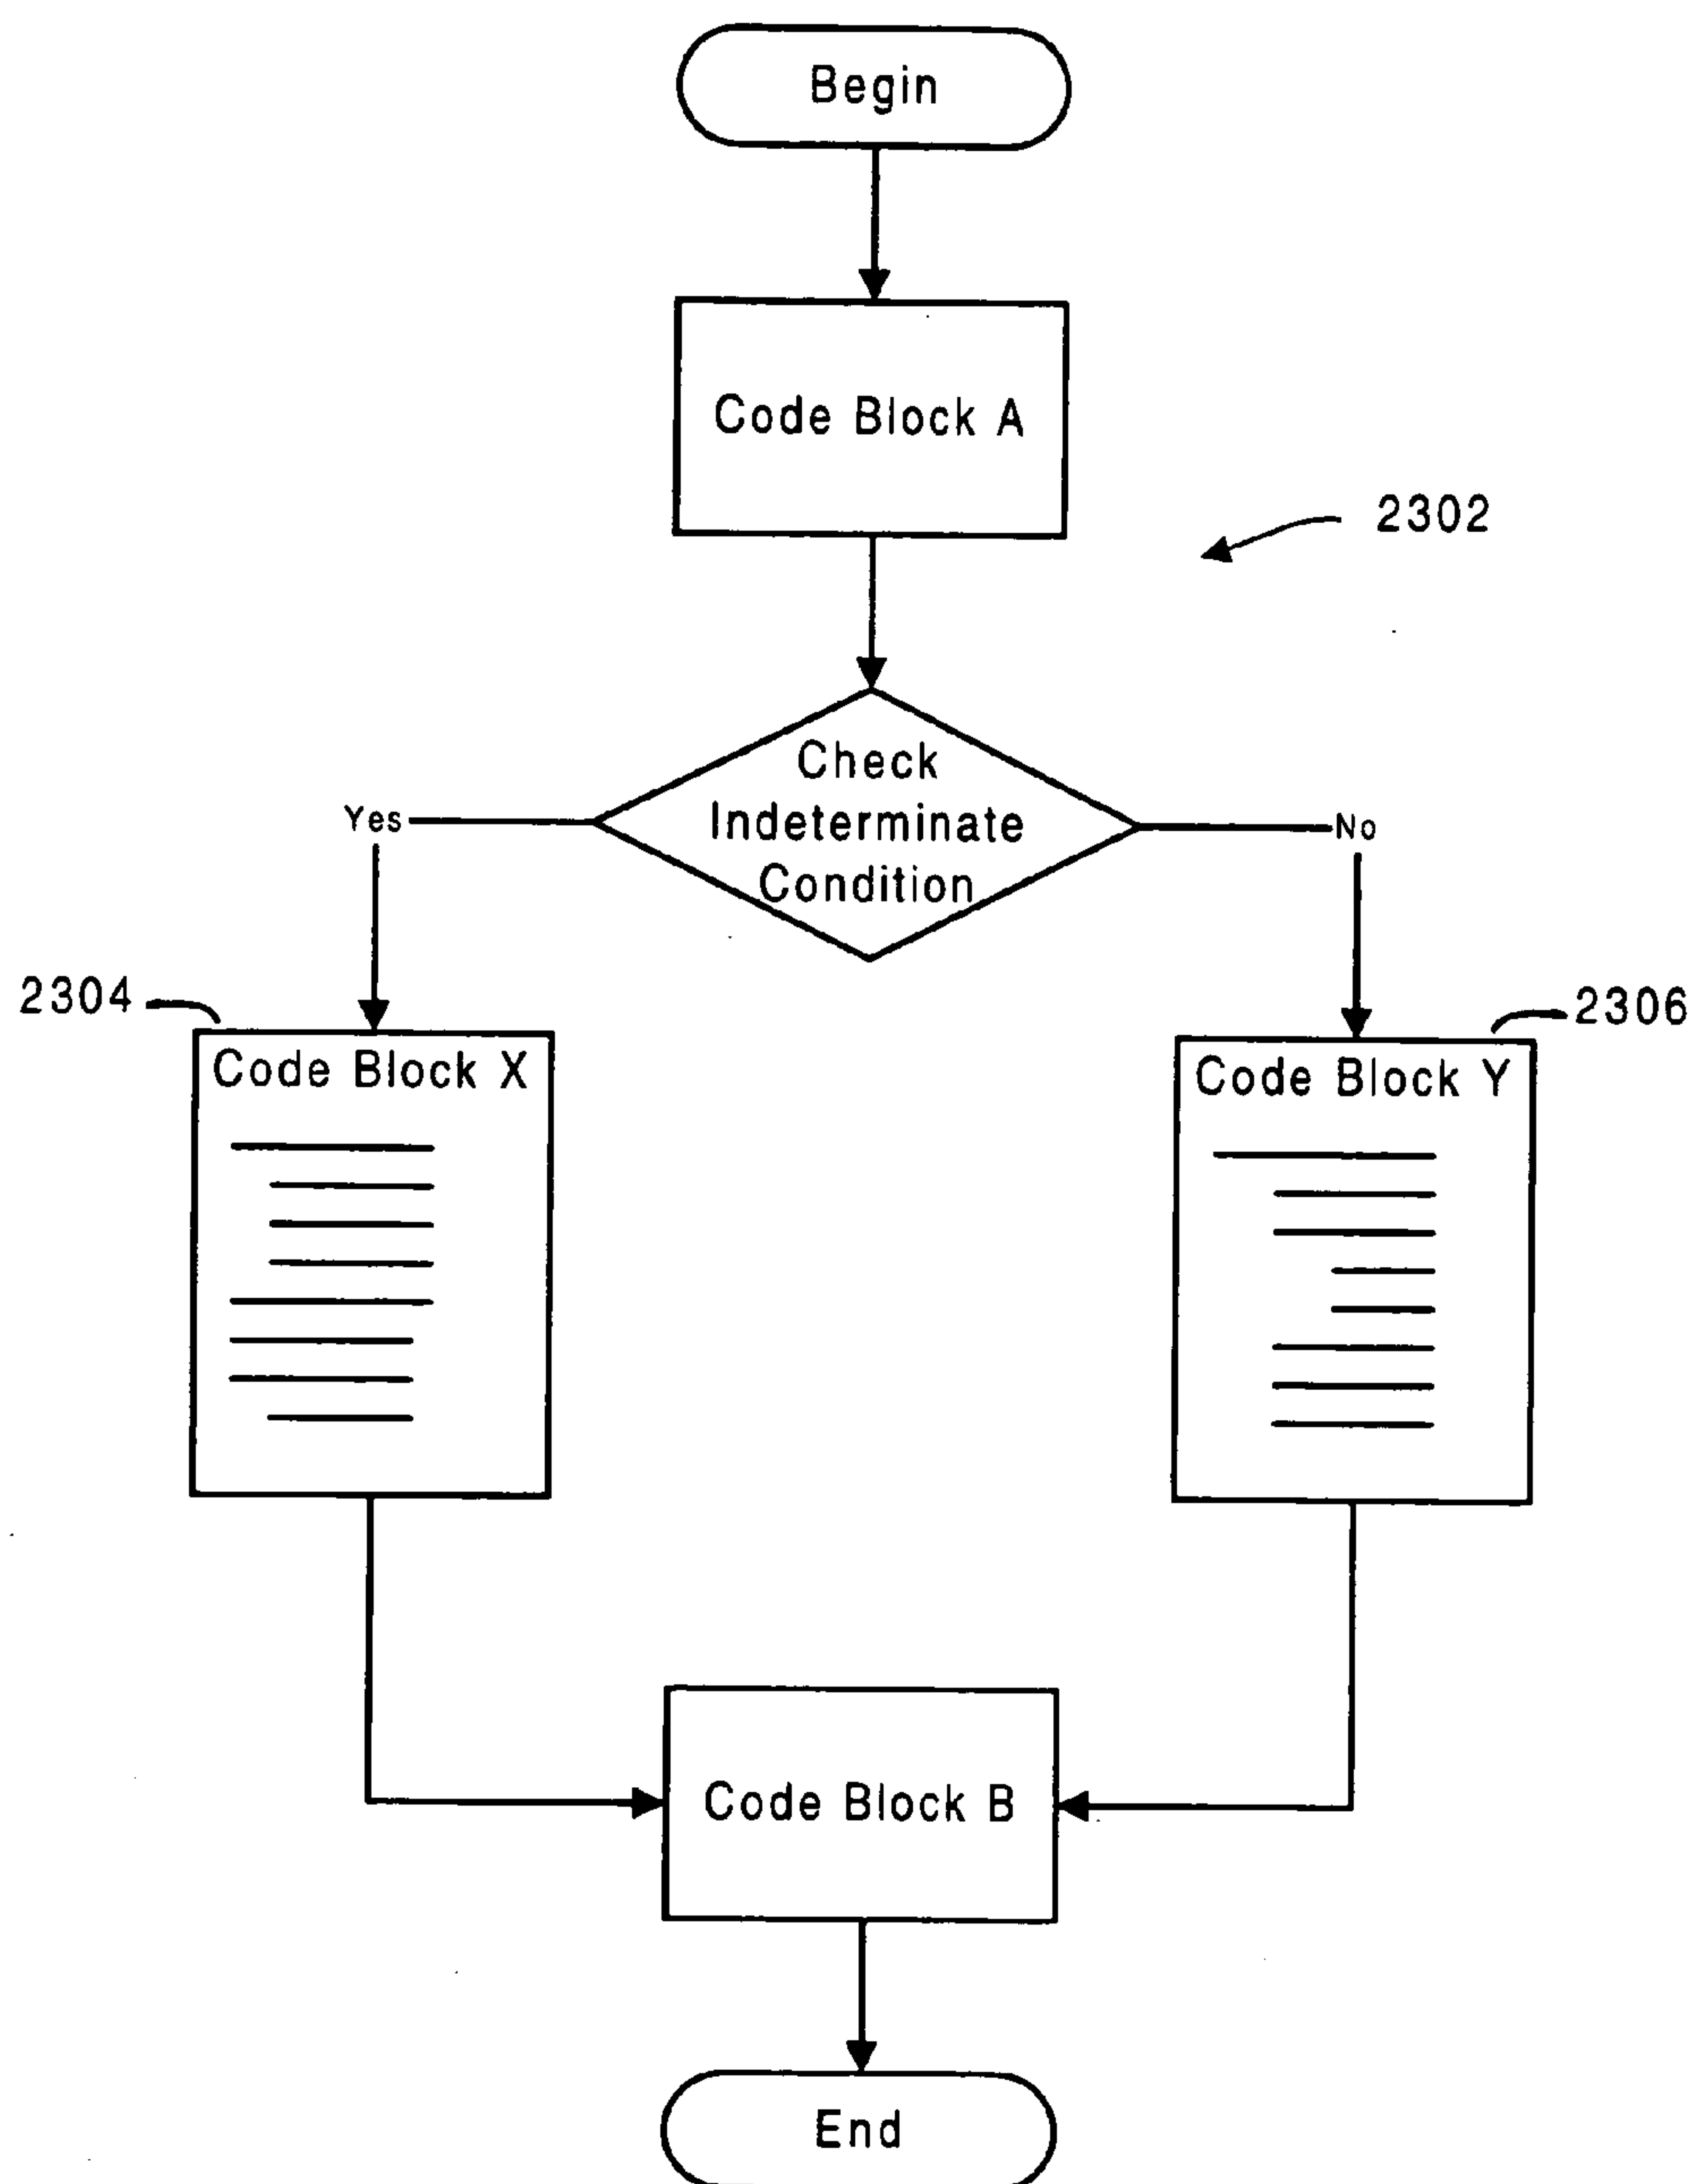 Begin
Code Block A
2302
Check
Indeterminate
Condition
Yes
No
2304
2306
Code Block X
Code Block Y
Code Block B
End